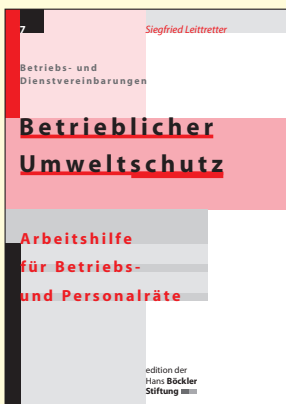 7
Siegfried Leittretter
Betriebs- und
Dienstvereinbarungen
Betrieblicher
Umweltschutz
Arbeitshilfe
für Betriebs-
und Personalräte
edition der
Hans Böckler
Stiftung